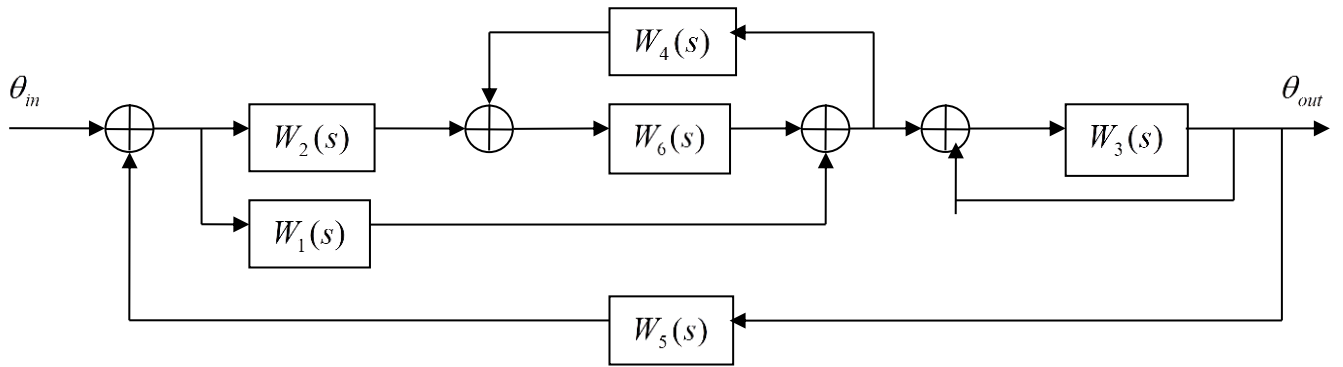 W₄(s)
θᵢₙ
θₒᵤₜ
W₂(s)
W₆(s)
W₃(s)
W₁(s)
W₅(s)